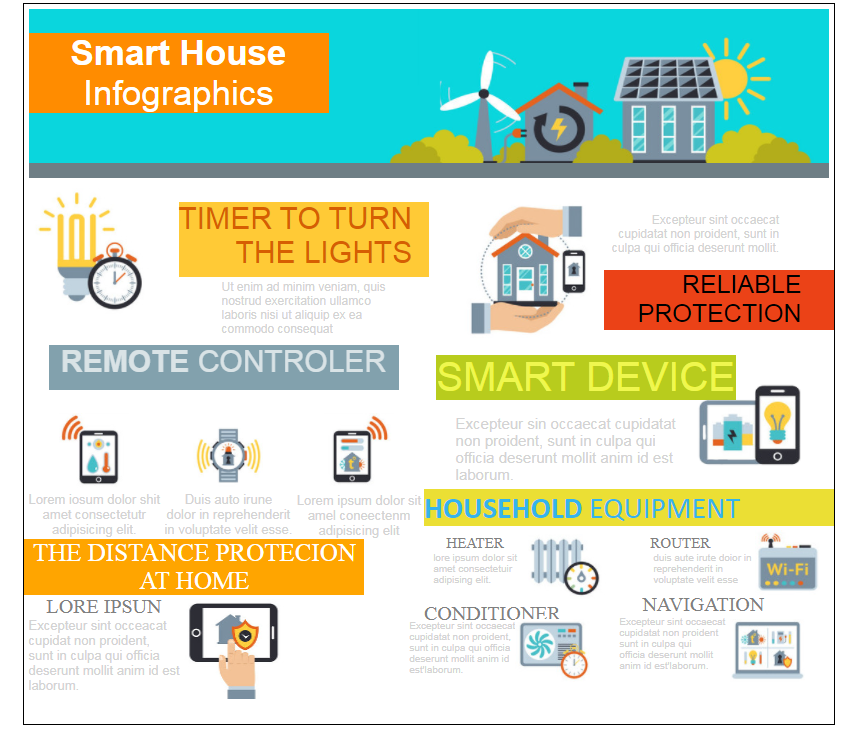 Smart House
Infographics
TIMER TO TURN
THE LIGHTS
Ut enim ad minim veniam, quis
nostrud exercitation ullamco
laboris nisi ut aliquip ex ea
commodo consequat
Excepteur sint occaecat
cupidatat non proident, sunt in
culpa qui officia deserunt mollit.
RELIABLE
PROTECTION
REMOTE CONTROLER
Lorem ipsum dolor shit
amet consectetutr
adipisicing elit.
Duis auto irune
dolor in reprehenderit
in voluptate velit esse.
Lorem ipsum dolor sit
amel coneectenm
adipisicing elit
SMART DEVICE
Excepteur sin occaecat cupidatat
non proident, sunt in culpa qui
officia deserunt mollit anim id est
laborum.
HOUSEHOLD EQUIPMENT
HEATER
lore ipsum dolor sit
amet consectetuir
adipising elit.
ROUTER
duis aute irute dolor in
reprehenderit in
voluptate velit esse
Wi-Fi
CONDITIONER
Excepteur sint occaecat
cupidatat non proident,
sunt in culpa qui officia
deserunt mollit anim id
est'laborum.
NAVIGATION
Excepteur sint occaecat
cupidatat non proident
sunt in culpa qui
officia deserunt mollit
anim id est'laborum.
THE DISTANCE PROTECION
AT HOME
LORE IPSUN
Excepteur sint occeacat
cupidat non proident,
sunt in culpa qui officia
deserunt mollit anim id est
laborum.